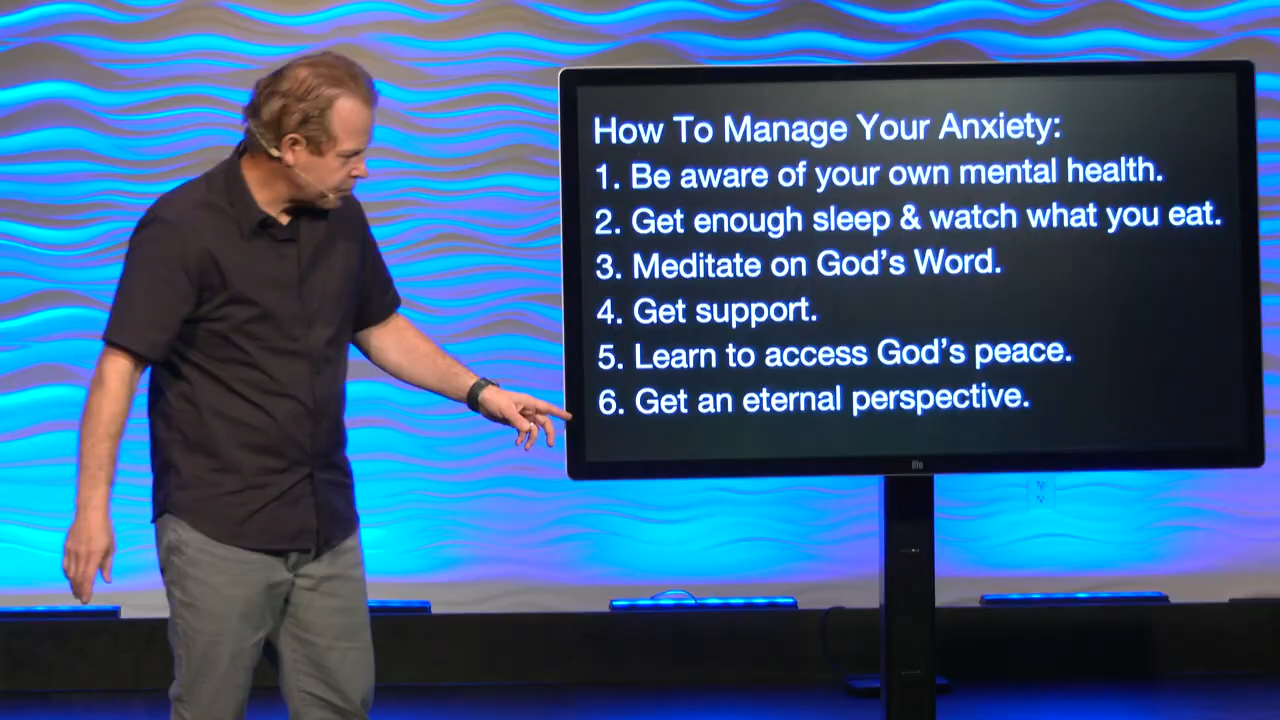 How To Manage Your Anxiety:
1. Be aware of your own mental health.
2. Get enough sleep & watch what you eat.
3. Meditate on God's Word.
4. Get support.
5. Learn to access God's peace.
6. Get an eternal perspective.
elo